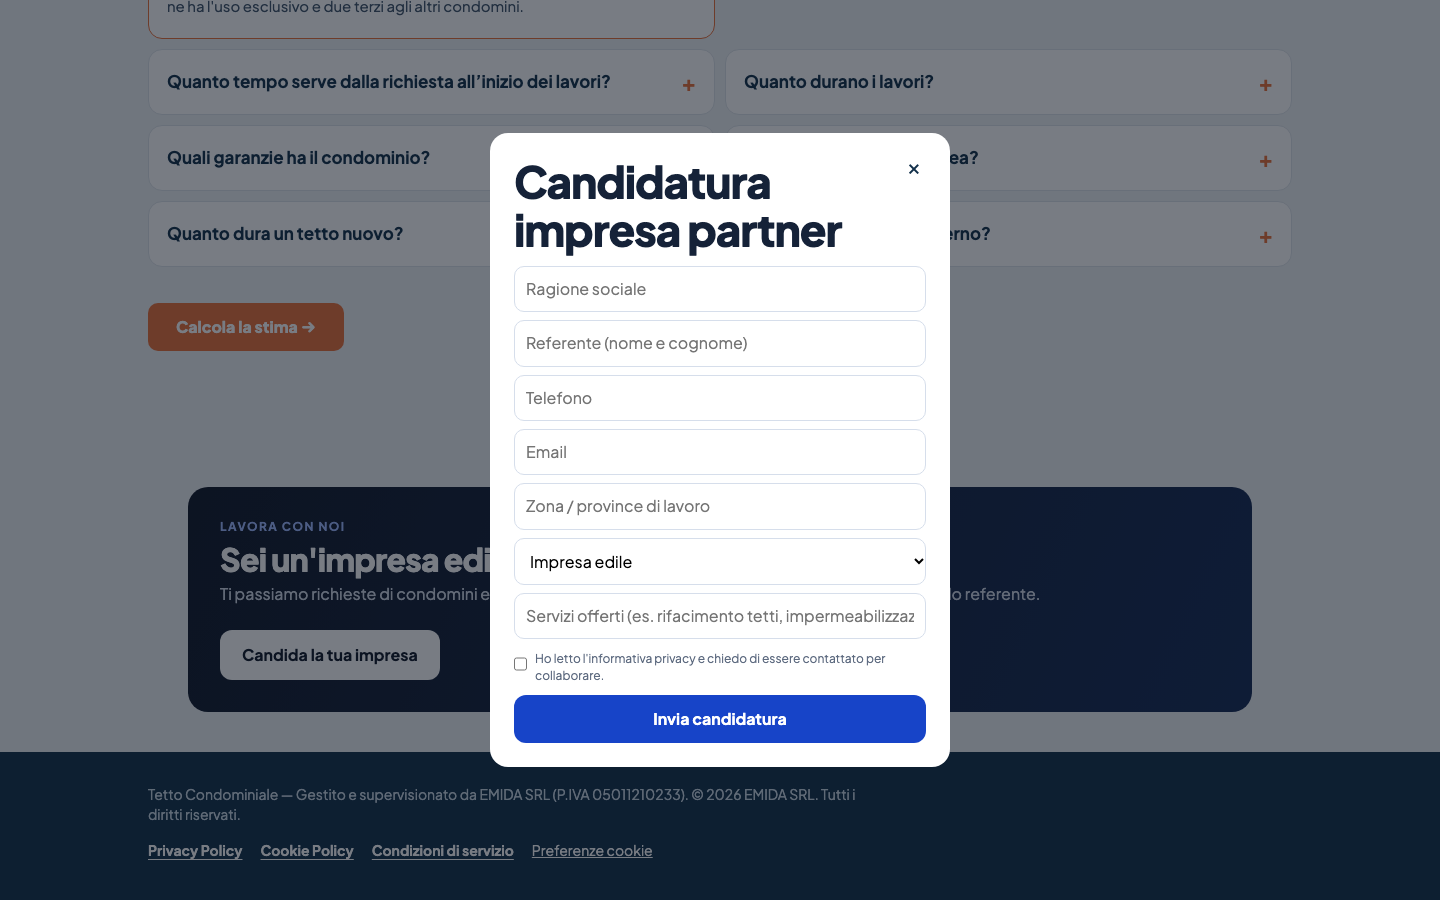 ne ha l'uso esclusivo e due terzi agli altri condomini.
Quanto tempo serve dalla richiesta all’inizio dei lavori? +
Quanto durano i lavori? +
Quali garanzie ha il condominio?
ea? +
Quanto dura un tetto nuovo?
erno? +
Calcola la stima →
Candidatura
impresa partner
×
Ragione sociale
Referente (nome e cognome)
Telefono
Email
Zona / province di lavoro
Impresa edile
Servizi offerti (es. rifacimento tetti, impermeabilizzaz
Ho letto l'informativa privacy e chiedo di essere contattato per
collaborare.
Invia candidatura
LAVORA CON NOI
Sei un'impresa edi
Ti passiamo richieste di condomini e
lo referente.
Candida la tua impresa
Tetto Condominiale — Gestito e supervisionato da EMIDA SRL (P.IVA 05011210233). © 2026 EMIDA SRL. Tutti i
diritti riservati.
Privacy Policy Cookie Policy Condizioni di servizio Preferenze cookie